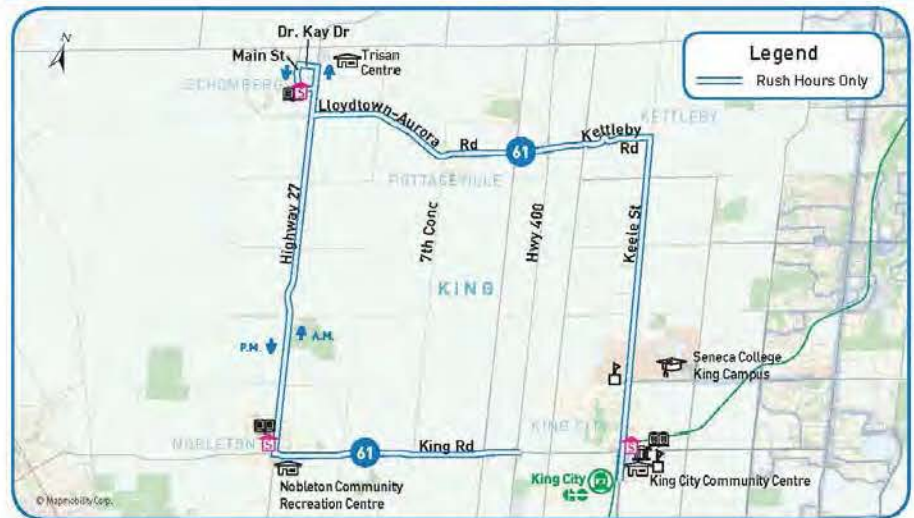 Dr. Kay Dr
Main St
Trisan
Centre
Legend
Rush Hours Only
SCHOMBERG
Lloydtown-Aurora
Rd
61
Kettleby
Rd
KETTLEBY
POTTAGEVILLE
Highway 27
7th Conc
Hwy 400
Keele St
KING
P.M.
A.M.
Seneca College
King Campus
NOBLETON
S
61
King Rd
KING CITY
S
King City
GO
King City Community Centre
Nobleton Community
Recreation Centre
© Mapmobility Corp.
N
S